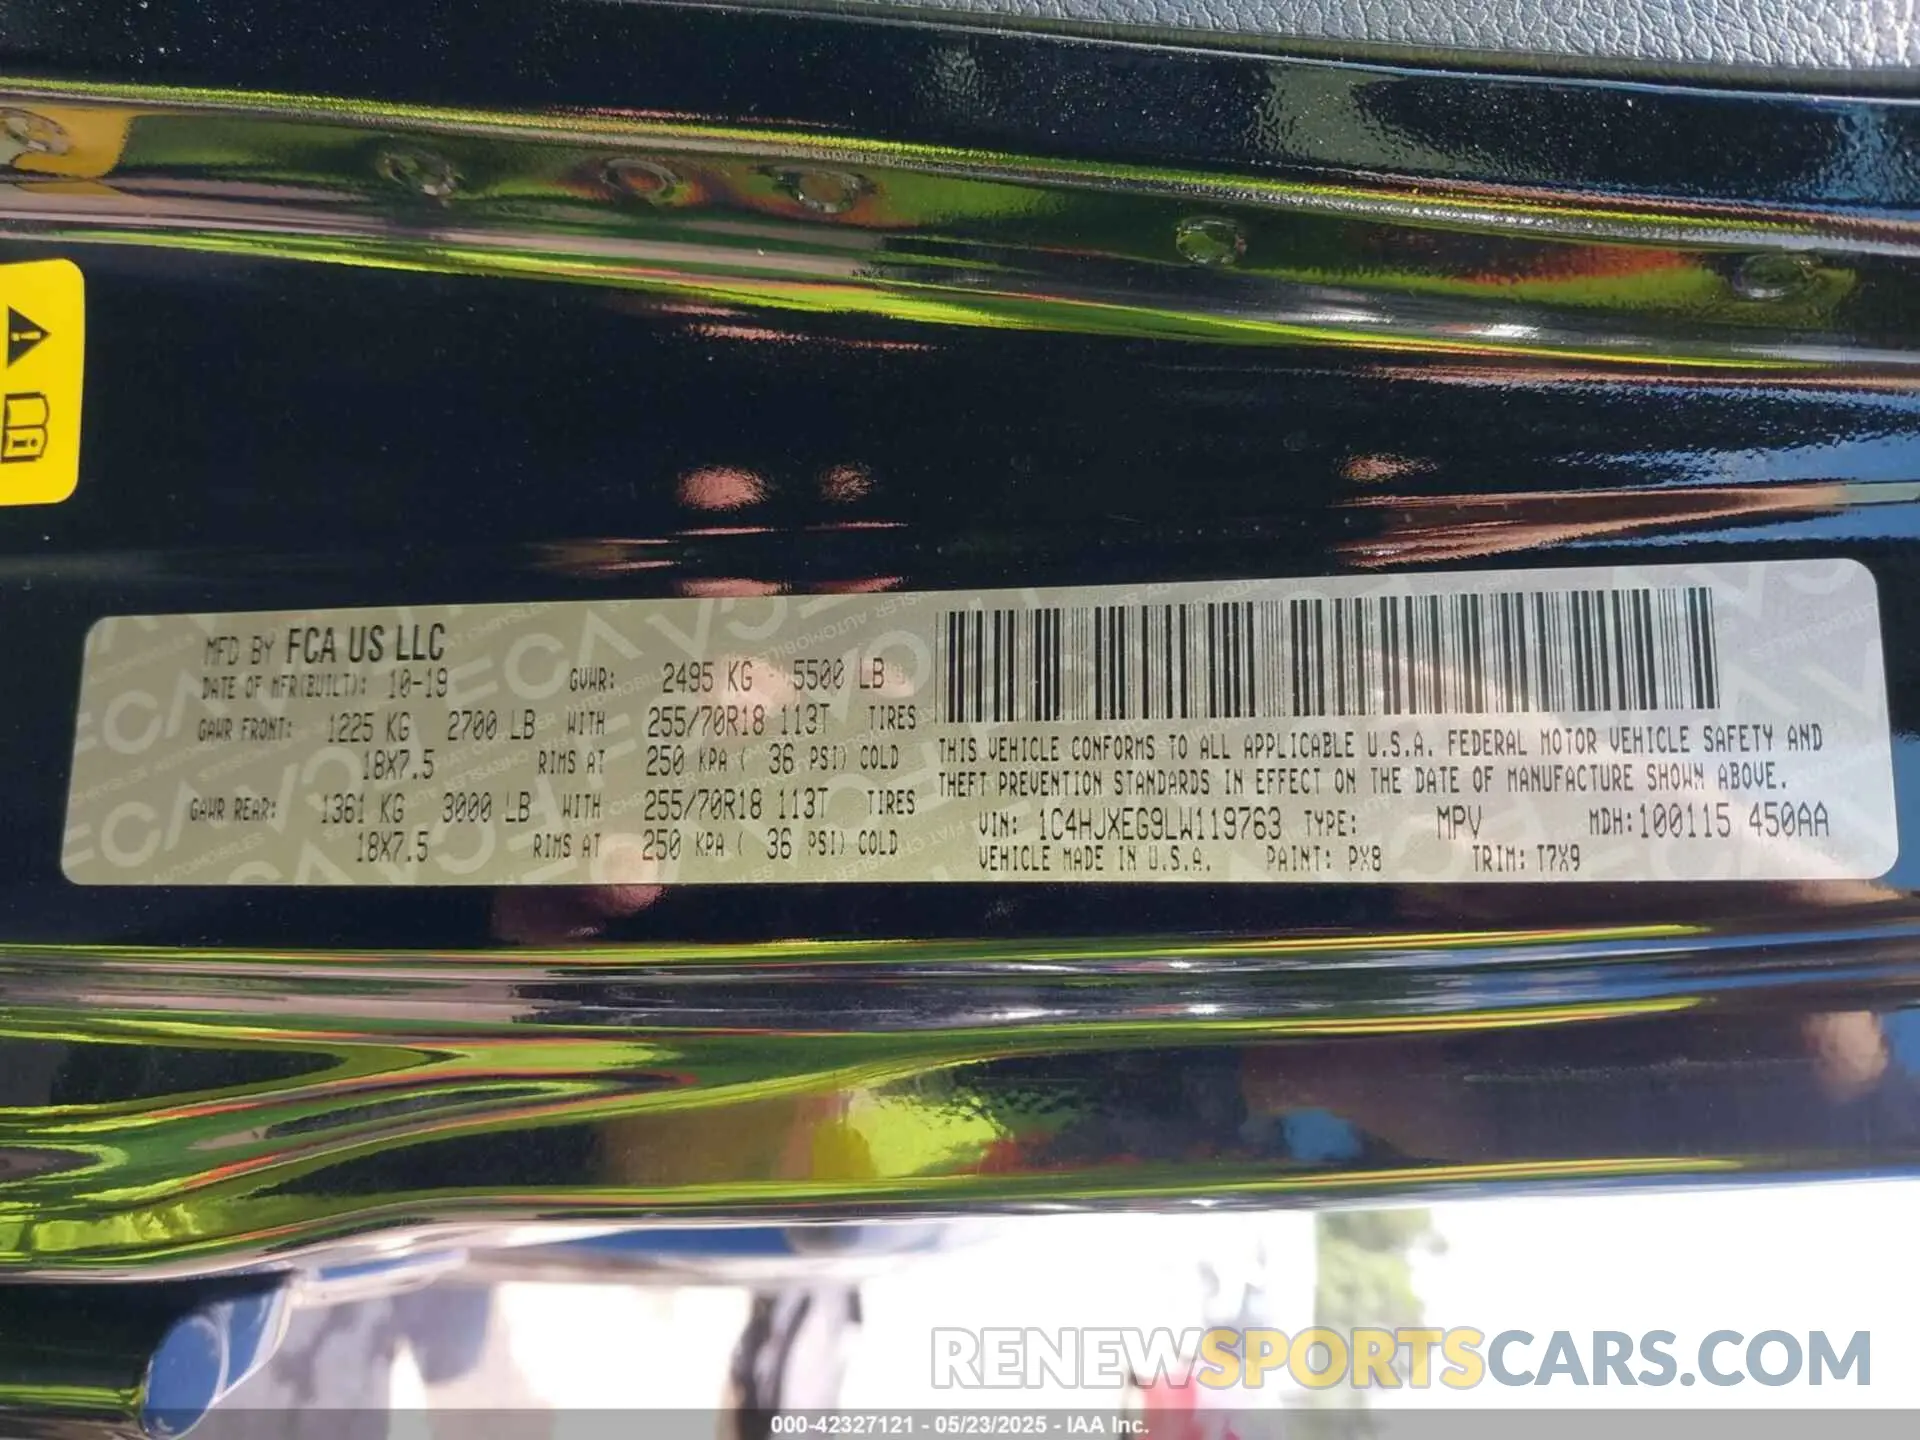 MFD BY FCA US LLC
DATE OF MFR(BUILT): 10-19 GVWR: 2495 KG 5500 LB
GAWR FRONT: 1225 KG 2700 LB WITH 255/70R18 113T TIRES
18X7.5 RIMS AT 250 KPA ( 36 PSI) COLD
GAWR REAR: 1361 KG 3000 LB WITH 255/70R18 113T TIRES
18X7.5 RIMS AT 250 KPA ( 36 PSI) COLD
THIS VEHICLE CONFORMS TO ALL APPLICABLE U.S.A. FEDERAL MOTOR VEHICLE SAFETY AND
THEFT PREVENTION STANDARDS IN EFFECT ON THE DATE OF MANUFACTURE SHOWN ABOVE.
VIN: 1C4HJXEG9LW119763 TYPE: MPV MDH:100115 450AA
VEHICLE MADE IN U.S.A. PAINT: PX8 TRIM: T7X9
RENEWSPORTSCARS.COM
000-42327121 - 05/23/2025 - IAA Inc.